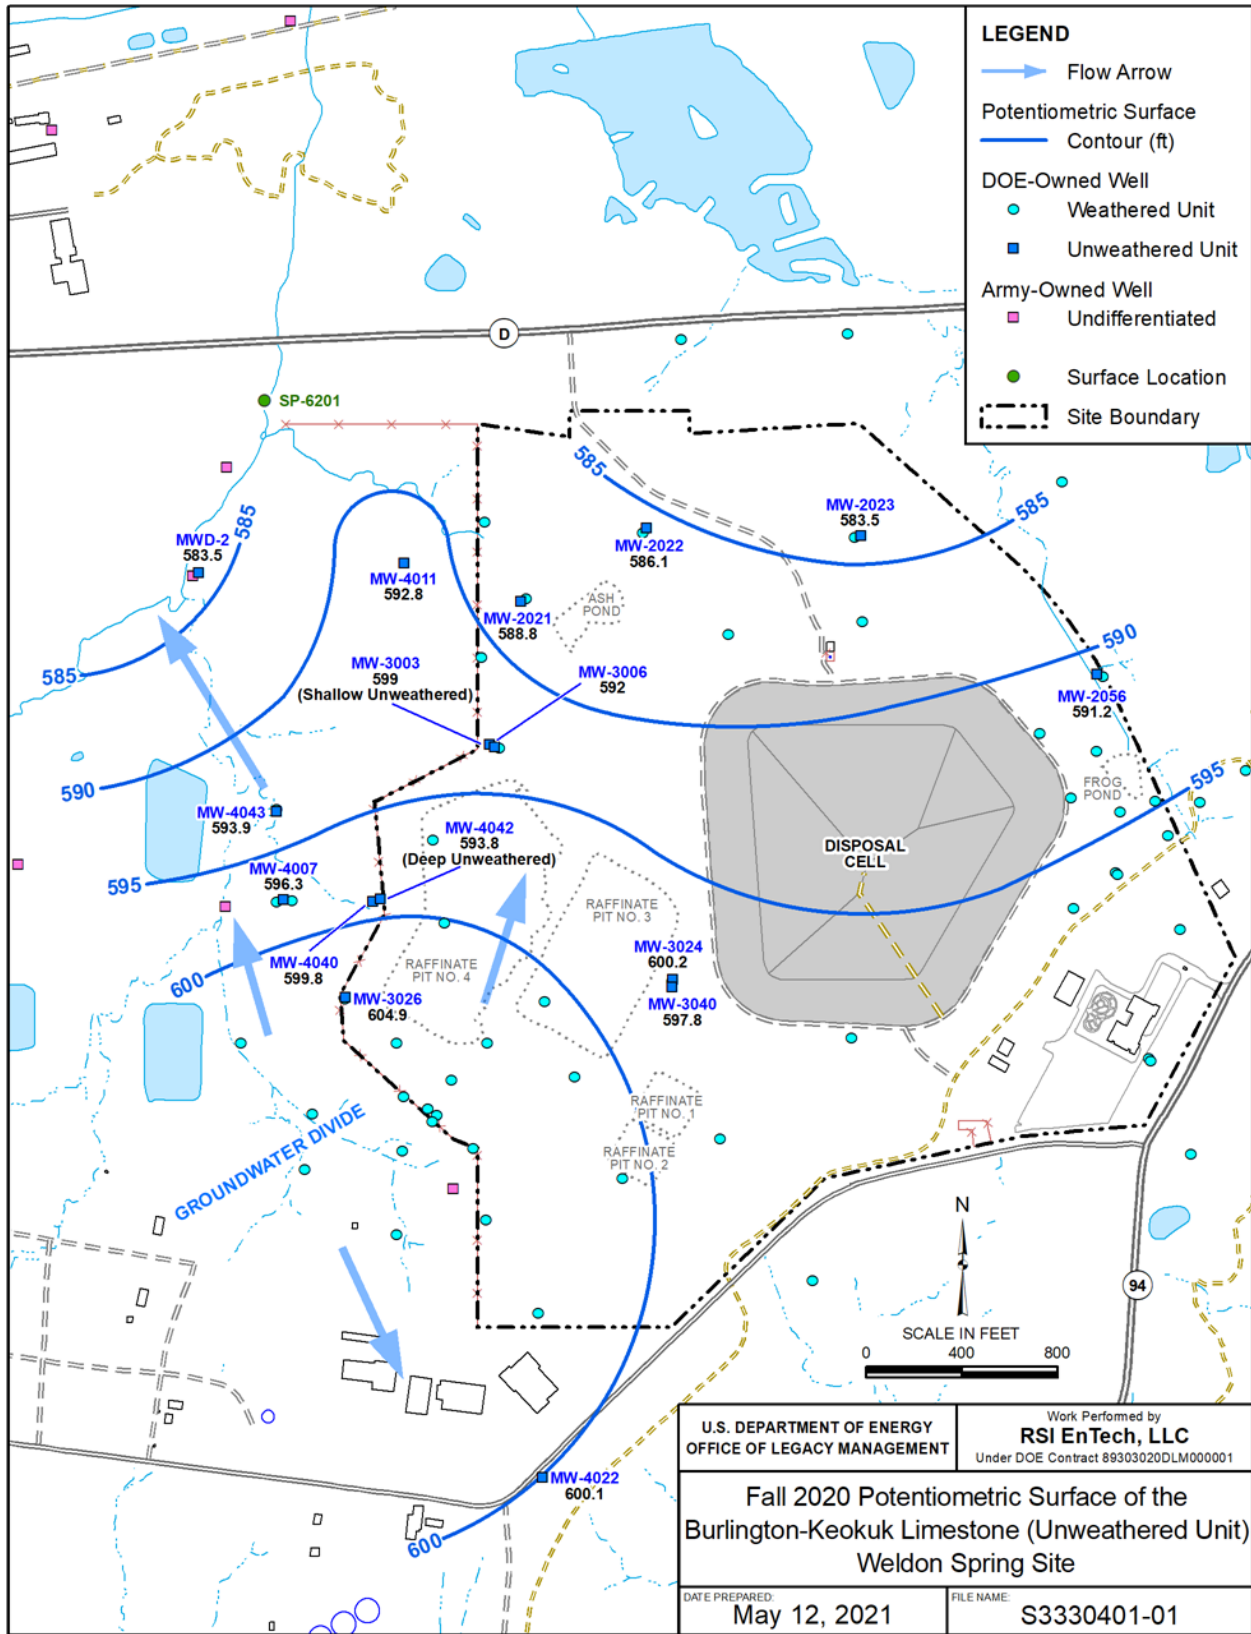 LEGEND
Flow Arrow
Potentiometric Surface
Contour (ft)
DOE-Owned Well
Weathered Unit
Unweathered Unit
Army-Owned Well
Undifferentiated
Surface Location
Site Boundary
D
SP-6201
585
585
585
585
MWD-2
583.5
MW-4011
592.8
MW-2022
586.1
MW-2023
583.5
MW-2021
588.8
ASH
POND
MW-3003
599
(Shallow Unweathered)
MW-3006
592
590
MW-2056
591.2
590
595
FROG
POND
MW-4043
593.9
MW-4042
593.8
(Deep Unweathered)
DISPOSAL
CELL
595
MW-4007
596.3
RAFFINATE
PIT NO. 3
MW-3024
600.2
MW-3040
597.8
600
MW-4040
599.8
RAFFINATE
PIT NO. 4
MW-3026
604.9
RAFFINATE
PIT NO. 1
RAFFINATE
PIT NO. 2
GROUNDWATER DIVIDE
N
SCALE IN FEET
0 400 800
94
MW-4022
600.1
600
U.S. DEPARTMENT OF ENERGY
OFFICE OF LEGACY MANAGEMENT
Work Performed by
RSI EnTech, LLC
Under DOE Contract 89303020DLM000001
Fall 2020 Potentiometric Surface of the
Burlington-Keokuk Limestone (Unweathered Unit)
Weldon Spring Site
DATE PREPARED:
May 12, 2021
FILE NAME:
S3330401-01